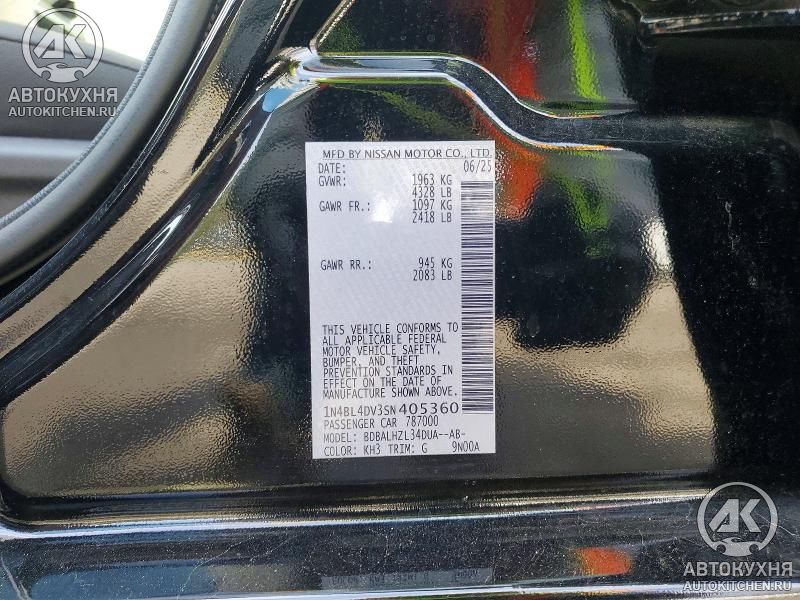 AK
АВТОКУХНЯ
AUTOKITCHEN.RU
MFD BY NISSAN MOTOR CO., LTD.
DATE: 06/25
GVWR: 1963 KG
4328 LB
GAWR FR.: 1097 KG
2418 LB
GAWR RR.: 945 KG
2083 LB
THIS VEHICLE CONFORMS TO
ALL APPLICABLE FEDERAL
MOTOR VEHICLE SAFETY,
BUMPER, AND THEFT
PREVENTION STANDARDS IN
EFFECT ON THE DATE OF
MANUFACTURE SHOWN ABOVE.
1N4BL4DV3SN405360
PASSENGER CAR 787000
MODEL: BDBALHZL34DUA--AB-
COLOR: KH3 TRIM: G 9N00A
AK
АВТОКУХНЯ
AUTOKITCHEN.RU